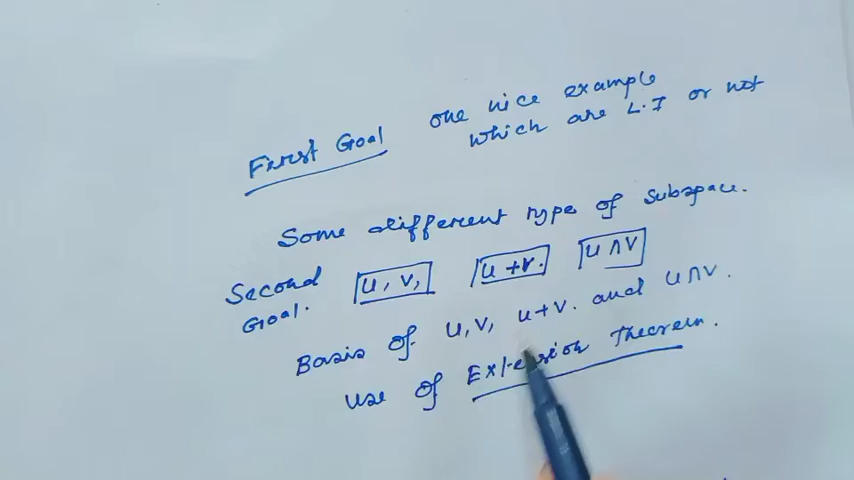 First Goal one nice example
which are L.I or not
Some different type of subspace.
Second Goal. U, V, U+V. U∩V
Basis of U, V, U+V. and U∩V.
Use of Extension Theorem.